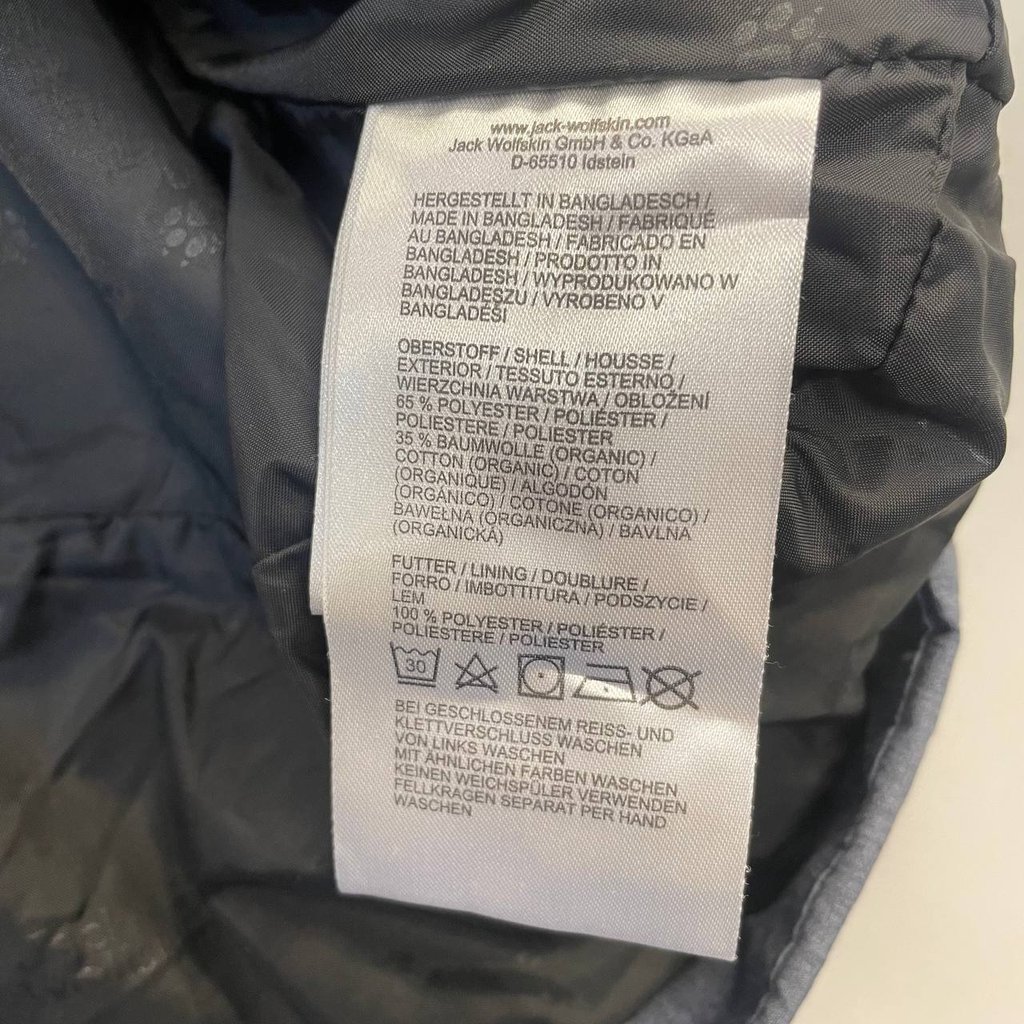 www.jack-wolfskin.com
Jack Wolfskin GmbH & Co. KGaA
D-65510 Idstein
HERGESTELLT IN BANGLADESCH /
MADE IN BANGLADESH / FABRIQUÉ
AU BANGLADESH / FABRICADO EN
BANGLADESH / PRODOTTO IN
BANGLADESH / WYPRODUKOWANO W
BANGLADESZU / VYROBENO V
BANGLADÉŠI
OBERSTOFF / SHELL / HOUSSE /
EXTERIOR / TESSUTO ESTERNO /
WIERZCHNIA WARSTWA / OBLOŽENÍ
65 % POLYESTER / POLIÉSTER /
POLIESTERE / POLIESTER
35 % BAUMWOLLE (ORGANIC) /
COTTON (ORGANIC) / COTON
(ORGANIQUE) / ALGODÓN
(ORGÁNICO) / COTONE (ORGANICO) /
BAWEŁNA (ORGANICZNA) / BAVLNA
(ORGANICKÁ)
FUTTER / LINING / DOUBLURE /
FORRO / IMBOTTITURA / PODSZYCIE /
LEM
100 % POLYESTER / POLIÉSTER /
POLIESTERE / POLIESTER
30
BEI GESCHLOSSENEM REISS- UND
KLETTVERSCHLUSS WASCHEN
VON LINKS WASCHEN
MIT ÄHNLICHEN FARBEN WASCHEN
KEINEN WEICHSPÜLER VERWENDEN
FELLKRAGEN SEPARAT PER HAND
WASCHEN